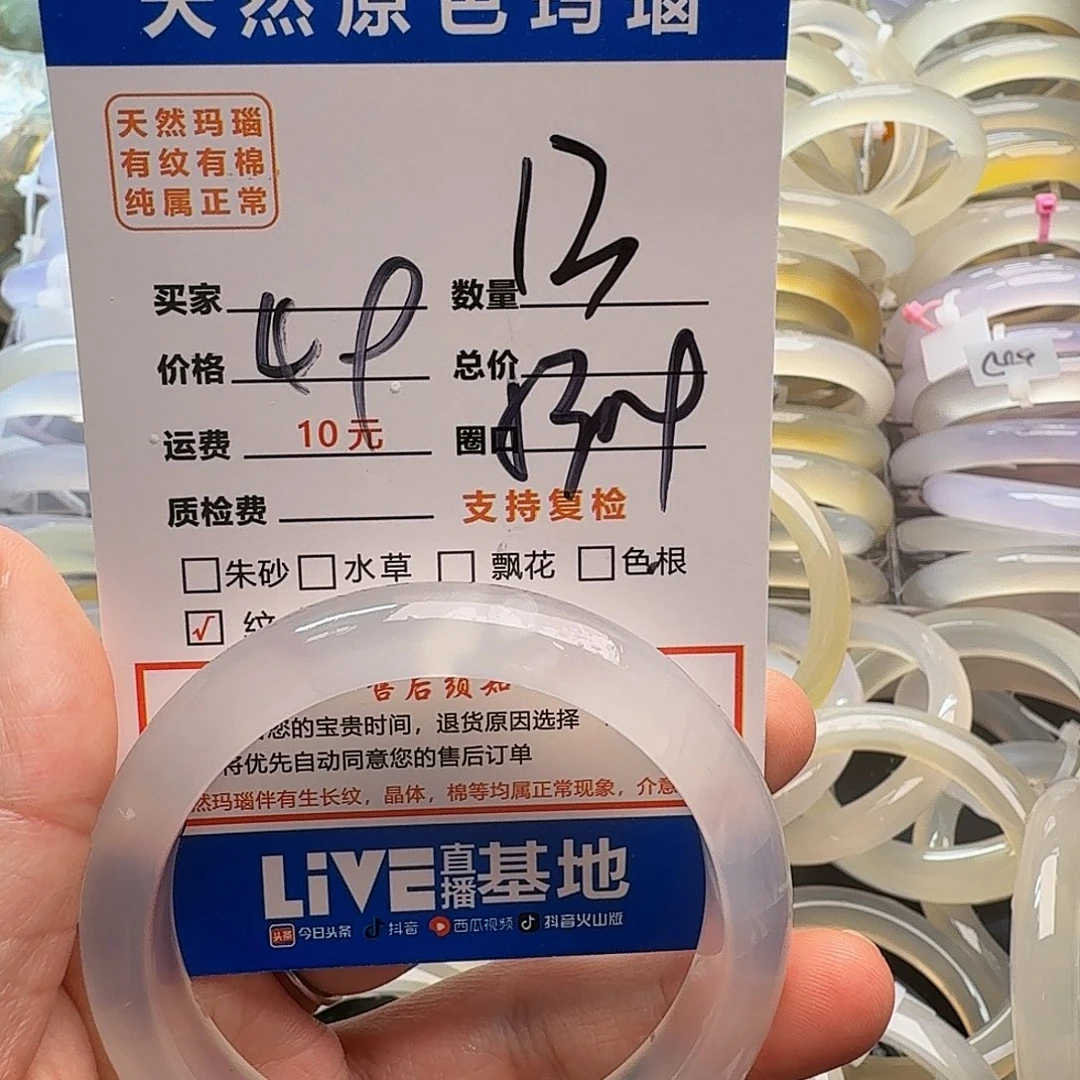 天然原色玛瑙
天然玛瑙
有纹有棉
纯属正常
买家
数量
价格
总价
运费 10元
圈口
质检费
支持复检
□朱砂 □水草 □飘花 □色根
☑纹
售后须知
您的宝贵时间，退货原因选择
将优先自动同意您的售后订单
然玛瑙伴有生长纹，晶体，棉等均属正常现象，介意
LiVE直播基地
头条 今日头条 抖音 西瓜视频 抖音火山版